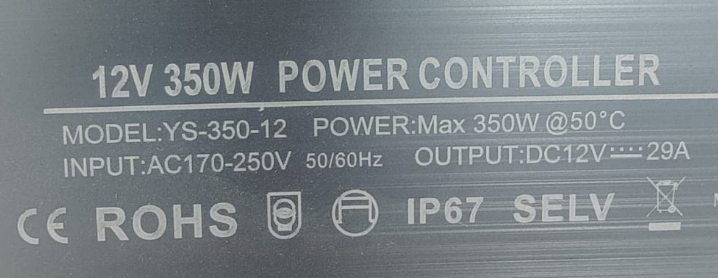 12V 350W POWER CONTROLLER
MODEL:YS-350-12 POWER:Max 350W @50°C
INPUT:AC170-250V 50/60Hz OUTPUT:DC12V⎓29A
CE ROHS IP67 SELV